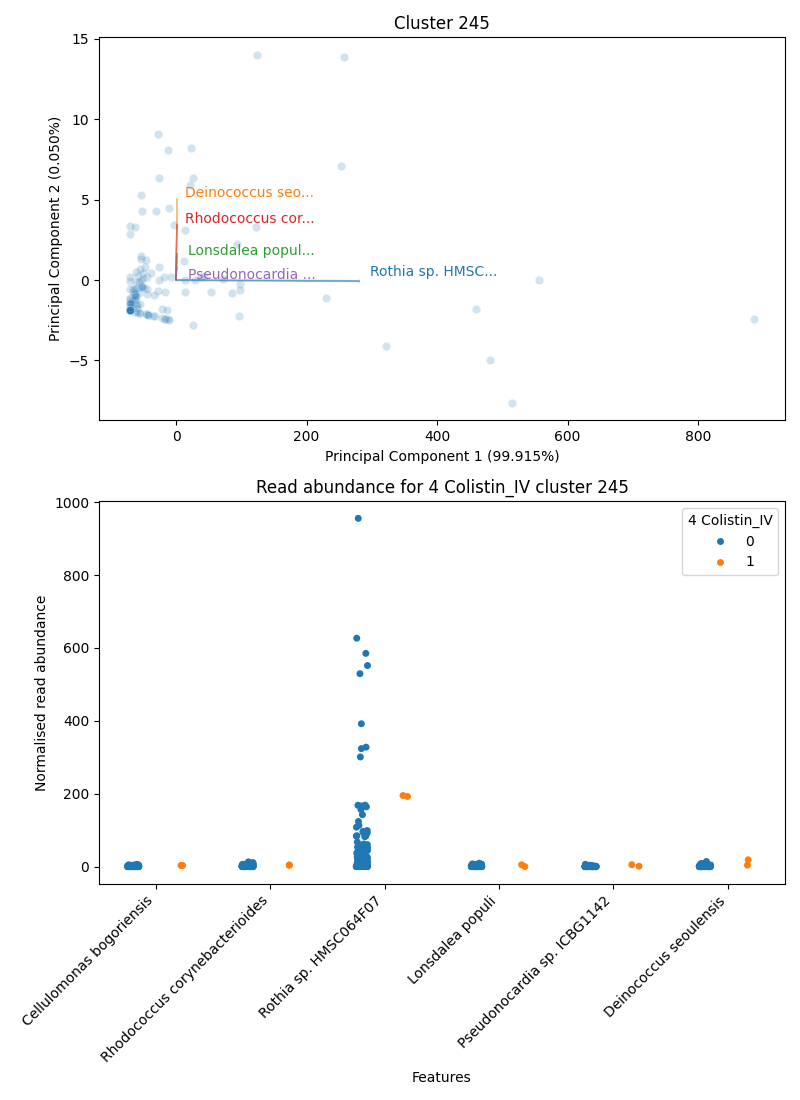 Cluster 245
15
10
5
0
−5
Principal Component 2 (0.050%)
Deinococcus seo...
Rhodococcus cor...
Lonsdalea popul...
Pseudonocardia ...
Rothia sp. HMSC...
0
200
400
600
800
Principal Component 1 (99.915%)
Read abundance for 4 Colistin_IV cluster 245
1000
800
600
400
200
0
Normalised read abundance
4 Colistin_IV
0
1
Cellulomonas bogoriensis
Rhodococcus corynebacterioides
Rothia sp. HMSC064F07
Lonsdalea populi
Pseudonocardia sp. ICBG1142
Deinococcus seoulensis
Features